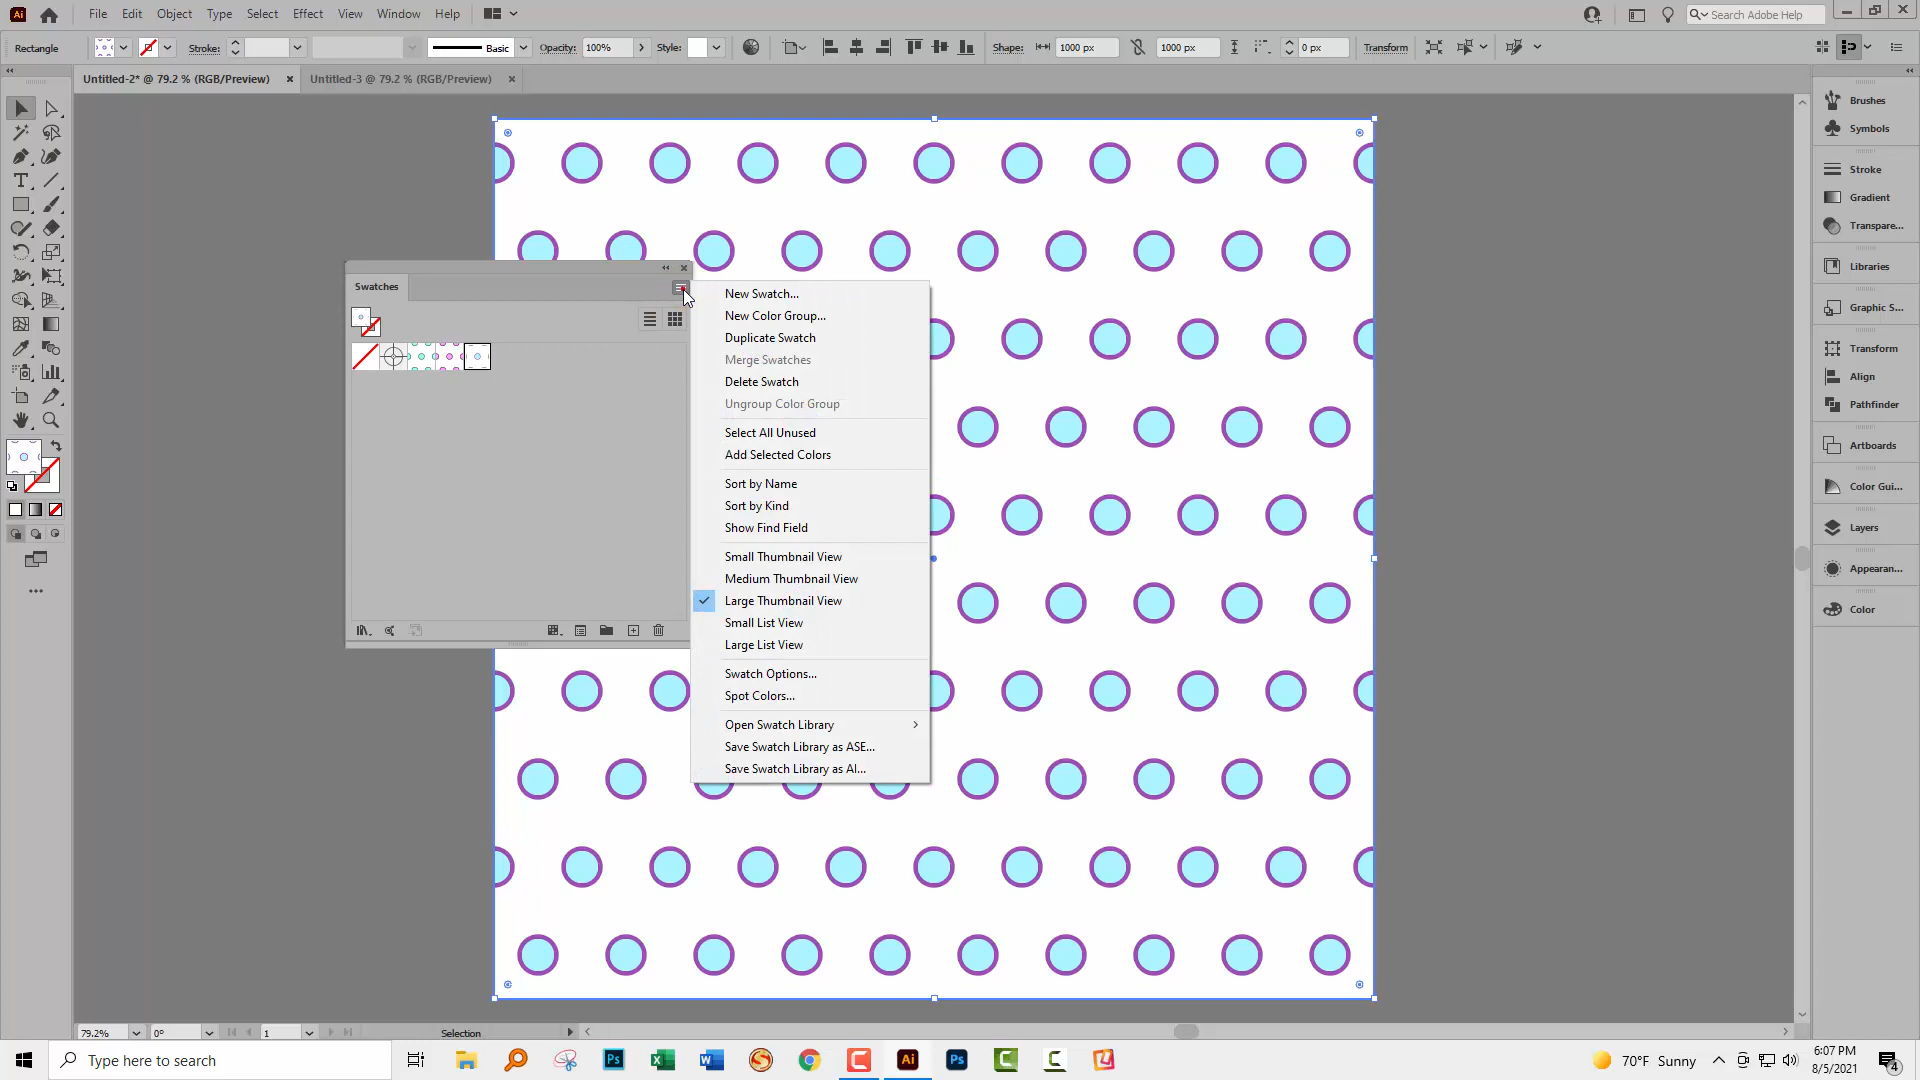 Ai File Edit Object Type Select Effect View Window Help Search Adobe Help
Rectangle Stroke: Basic Opacity: 100% Style: Shape: 1000 px 1000 px 0 px Transform
Untitled-2* @ 79.2 % (RGB/Preview) Untitled-3 @ 79.2 % (RGB/Preview)
Brushes
Symbols
Stroke
Gradient
Transpare...
Libraries
Graphic S...
Transform
Align
Pathfinder
Artboards
Color Gui...
Layers
Appearan...
Color
Swatches
New Swatch...
New Color Group...
Duplicate Swatch
Merge Swatches
Delete Swatch
Ungroup Color Group
Select All Unused
Add Selected Colors
Sort by Name
Sort by Kind
Show Find Field
Small Thumbnail View
Medium Thumbnail View
Large Thumbnail View
Small List View
Large List View
Swatch Options...
Spot Colors...
Open Swatch Library
Save Swatch Library as ASE...
Save Swatch Library as AI...
79.2% 0° 1 Selection
Type here to search
Ps
Ai
Ps
70°F Sunny
6:07 PM
8/5/2021
4